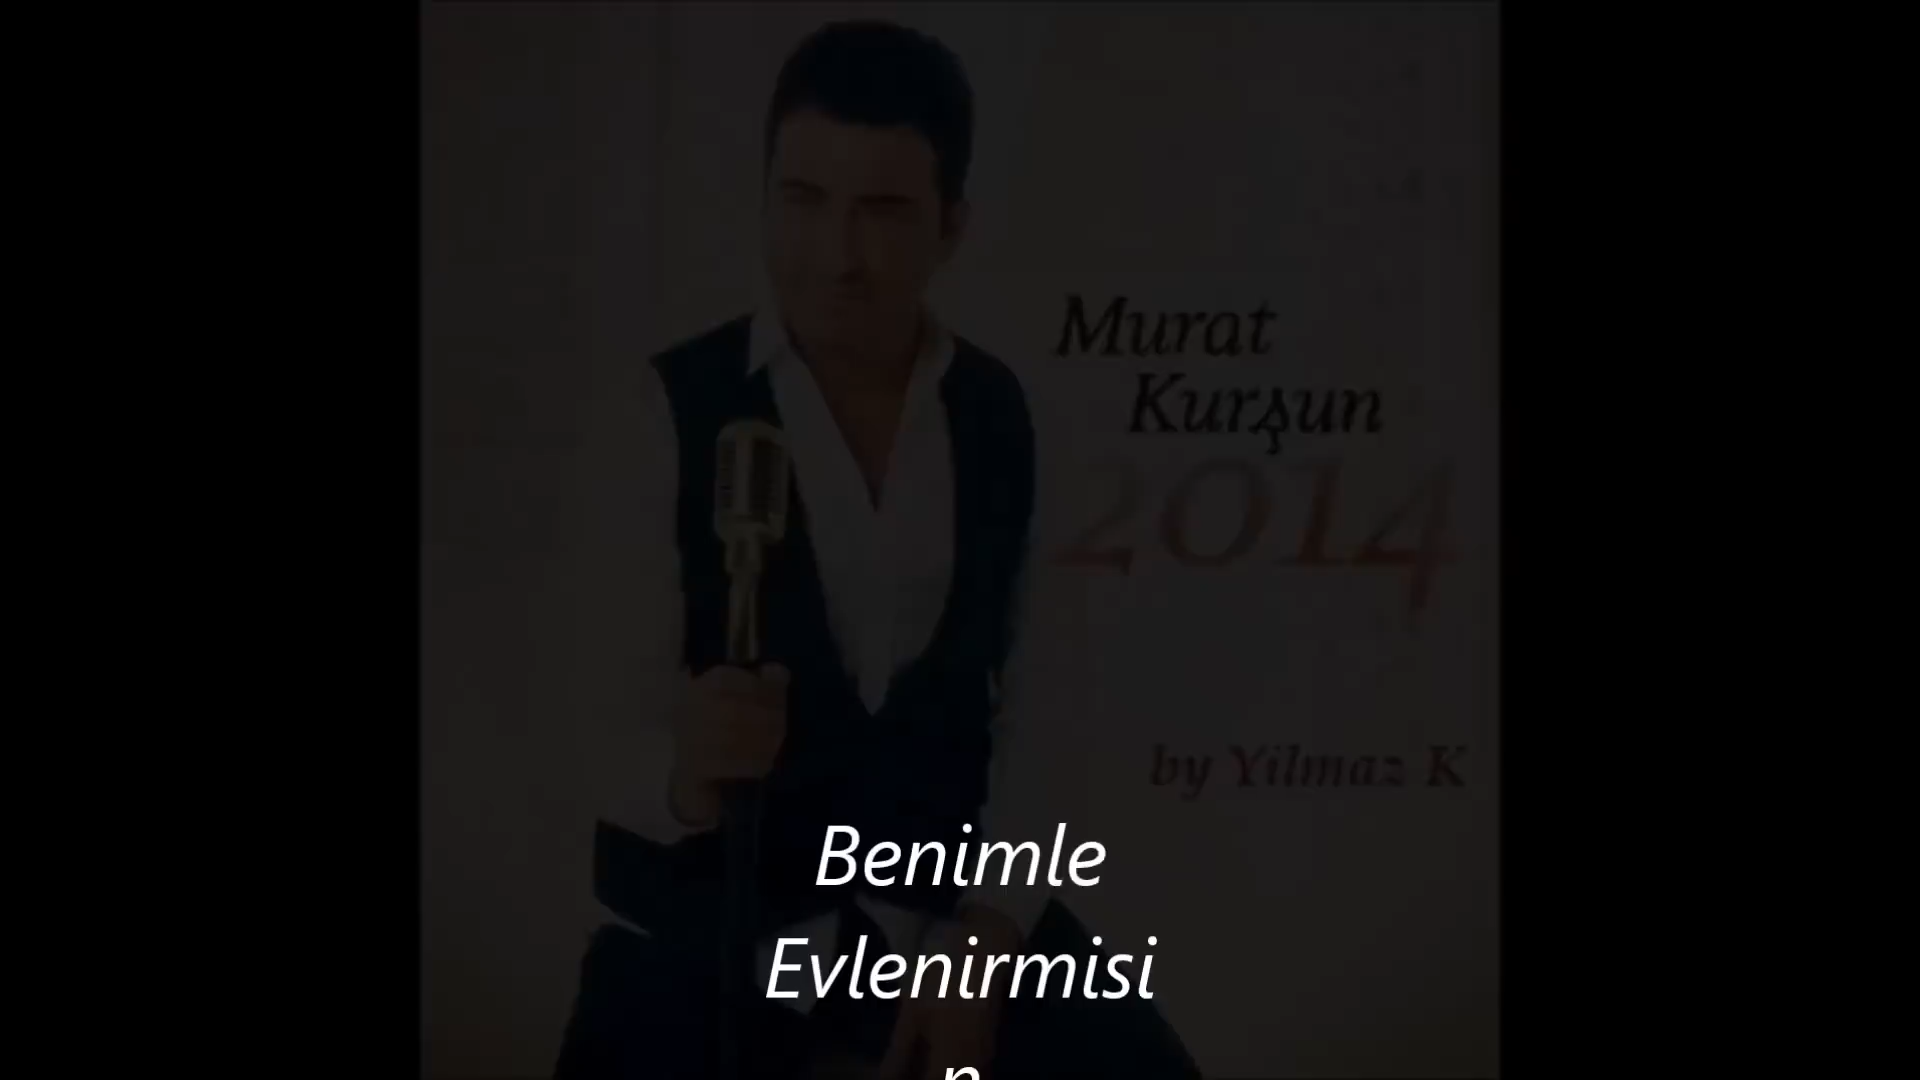 Murat
Kurşun
2014
by Yilmaz K
Benimle
Evlenirmisi
n